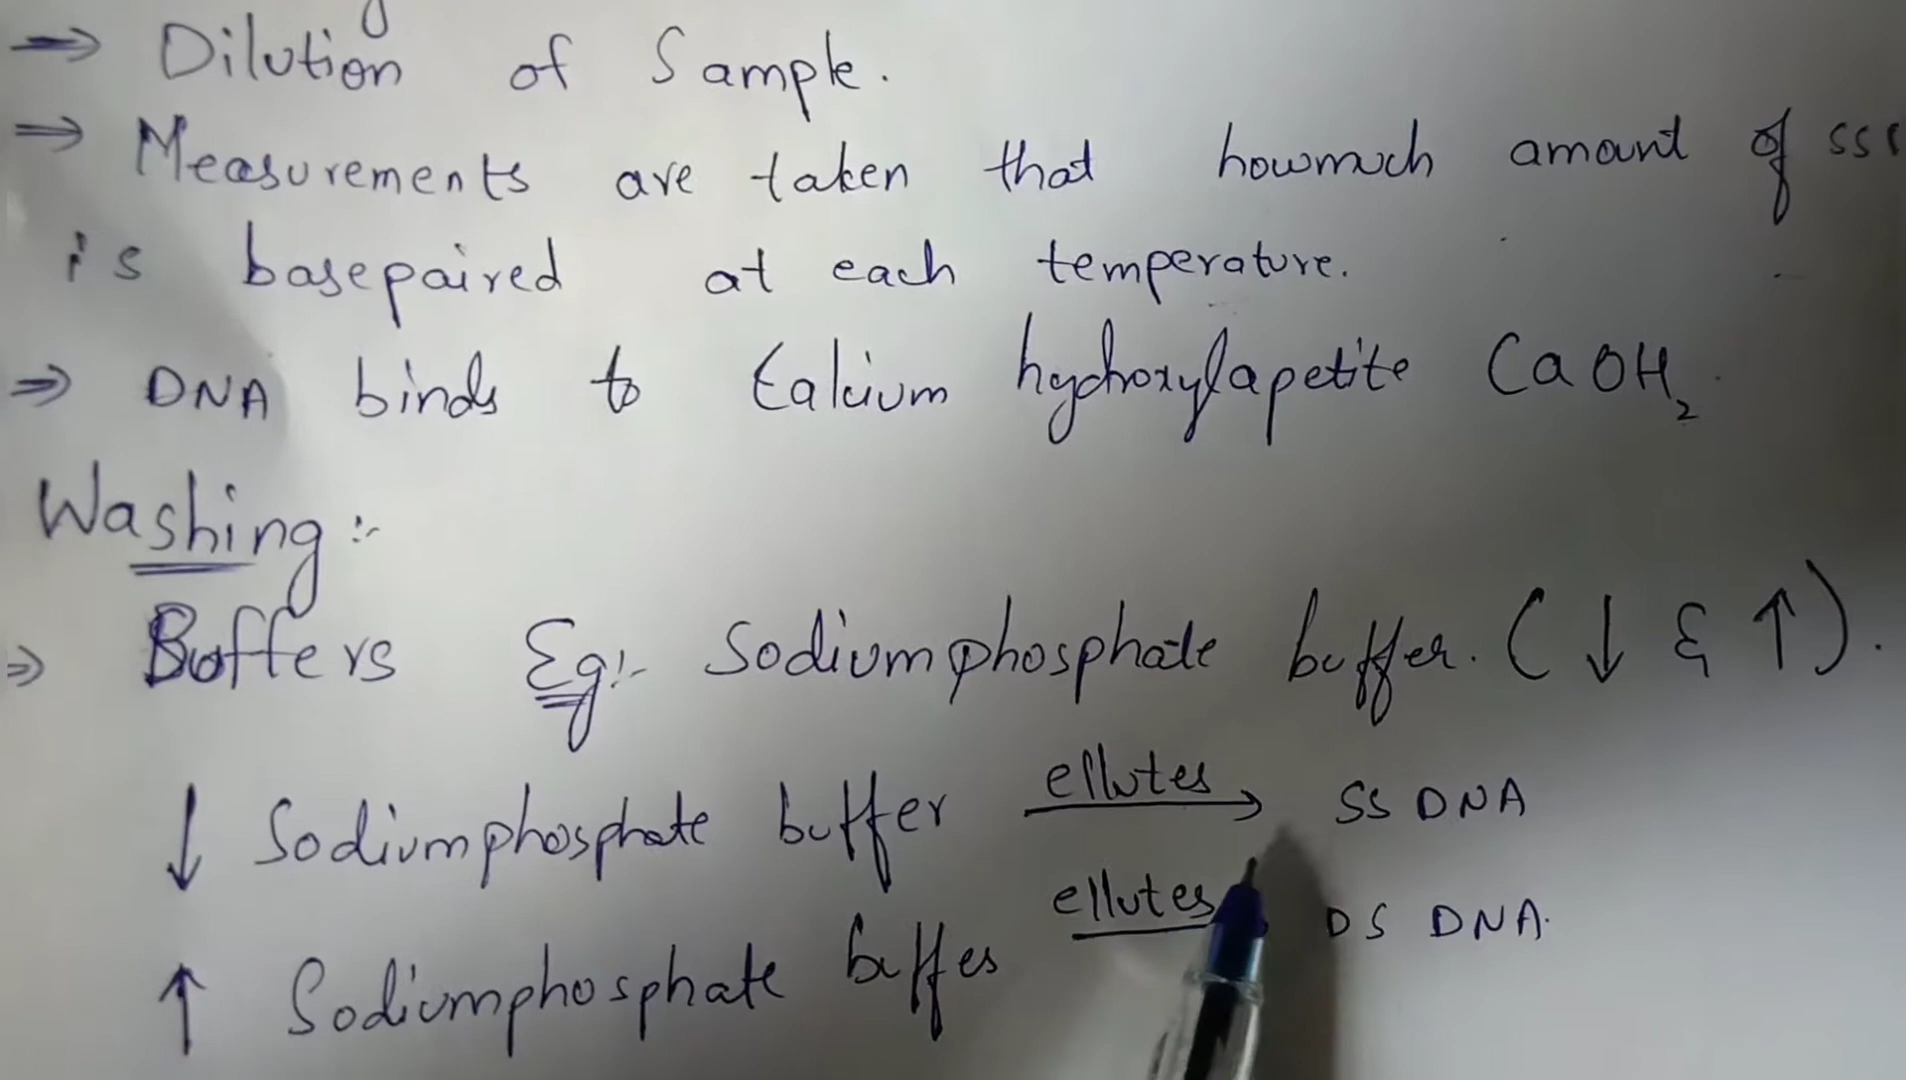 ⇒ Dilution of Sample.
⇒ Measurements are taken that howmuch amount of
is basepaired at each temperature.
⇒ DNA binds to Calcium hydroxylapetite CaOH₂.
Washing :-
⇒ Buffers Eg:- Sodiumphosphate buffer. (↓ & ↑).
↓ Sodiumphosphate buffer ellutes → SS DNA
↑ Sodiumphosphate buffes ellutes DS DNA.